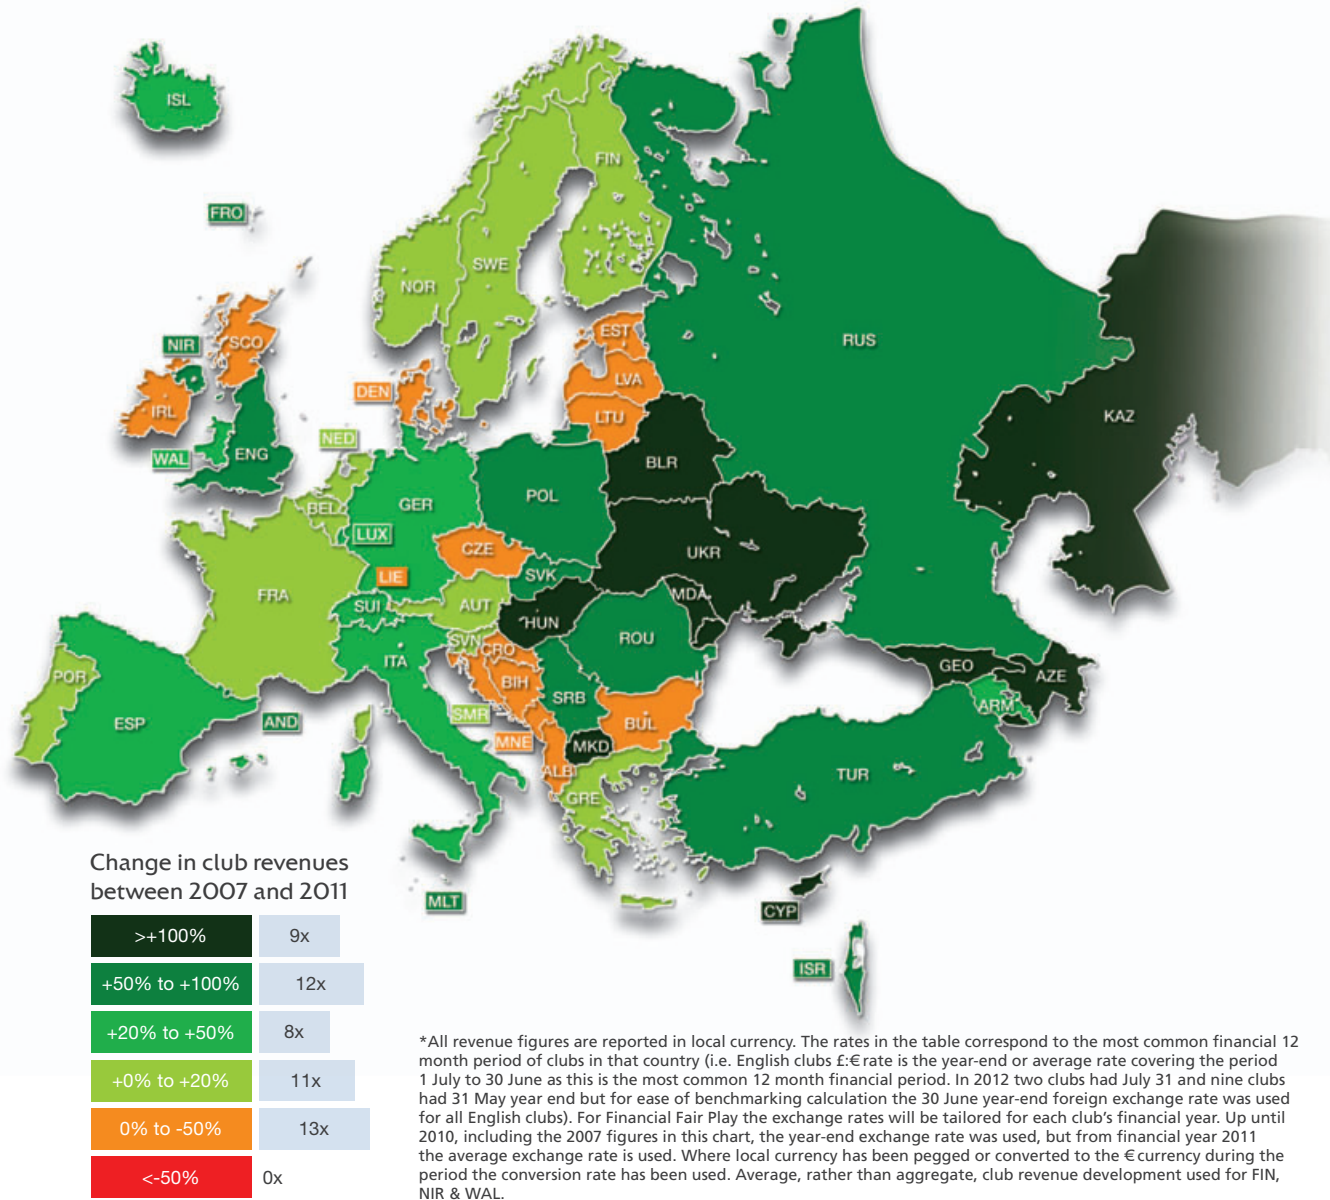 ISL
FRO
FIN
SWE
NOR
RUS
EST
SCO
NIR
LVA
DEN
IRL
LTU
KAZ
NED
WAL
ENG
BLR
POL
GER
BEL
LUX
CZE
UKR
LIE
SVK
FRA
SUI
AUT
MDA
HUN
ROU
SVN
CRO
ITA
GEO
POR
BIH
AZE
SRB
ARM
ESP
AND
SMR
BUL
MNE
MKD
ALB
TUR
GRE
MLT
CYP
ISR
Change in club revenues
between 2007 and 2011
>+100% 9x
+50% to +100% 12x
+20% to +50% 8x
+0% to +20% 11x
0% to -50% 13x
<-50% 0x
*All revenue figures are reported in local currency. The rates in the table correspond to the most common financial 12
month period of clubs in that country (i.e. English clubs £:€ rate is the year-end or average rate covering the period
1 July to 30 June as this is the most common 12 month financial period. In 2012 two clubs had July 31 and nine clubs
had 31 May year end but for ease of benchmarking calculation the 30 June year-end foreign exchange rate was used
for all English clubs). For Financial Fair Play the exchange rates will be tailored for each club's financial year. Up until
2010, including the 2007 figures in this chart, the year-end exchange rate was used, but from financial year 2011
the average exchange rate is used. Where local currency has been pegged or converted to the € currency during the
period the conversion rate has been used. Average, rather than aggregate, club revenue development used for FIN,
NIR & WAL.